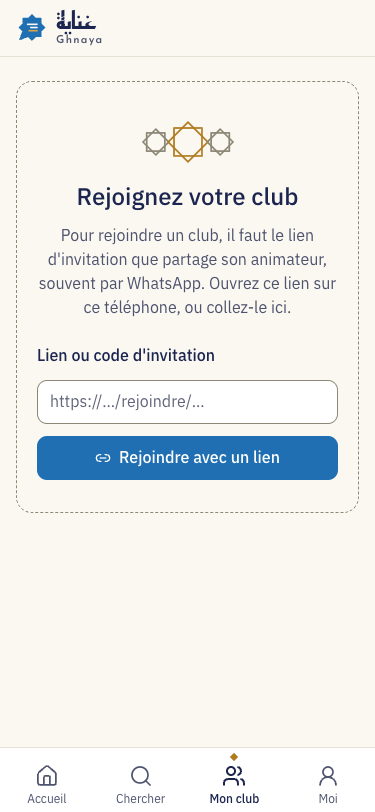 غناية
Ghnaya
Rejoignez votre club
Pour rejoindre un club, il faut le lien
d'invitation que partage son animateur,
souvent par WhatsApp. Ouvrez ce lien sur
ce téléphone, ou collez-le ici.
Lien ou code d'invitation
https://.../rejoindre/...
Rejoindre avec un lien
Accueil
Chercher
Mon club
Moi